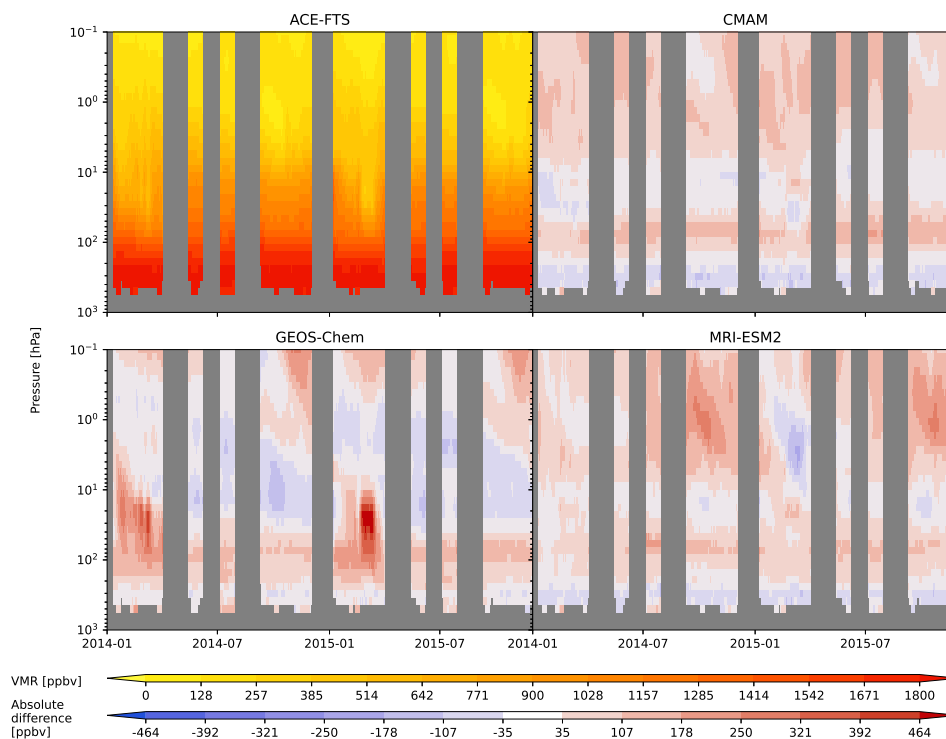 ACE-FTS
CMAM
10⁻¹
10⁰
10¹
10²
10³
Pressure [hPa]
GEOS-Chem
MRI-ESM2
10⁻¹
10⁰
10¹
10²
10³
2014-01 2014-07 2015-01 2015-07 2014-01 2014-07 2015-01 2015-07
VMR [ppbv]
0 128 257 385 514 642 771 900 1028 1157 1285 1414 1542 1671 1800
Absolute
difference
[ppbv]
-464 -392 -321 -250 -178 -107 -35 35 107 178 250 321 392 464